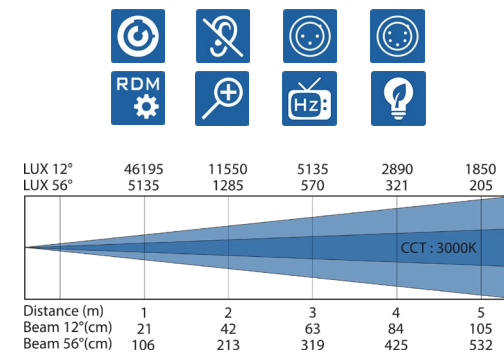 RDM
Hz:
LUX 12° 46195 11550 5135 2890 1850
LUX 56° 5135 1285 570 321 205
CCT : 3000K
Distance (m) 1 2 3 4 5
Beam 12°(cm) 21 42 63 84 105
Beam 56°(cm) 106 213 319 425 532